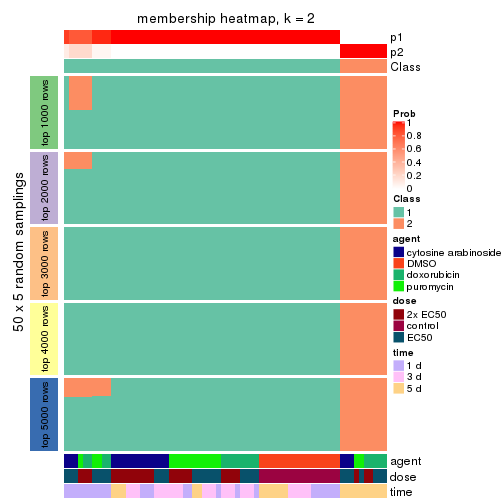 membership heatmap, k = 2
p1
p2
Class
50 x 5 random samplings
top 1000 rows
top 2000 rows
top 3000 rows
top 4000 rows
top 5000 rows
agent
dose
time
Prob
1
0.8
0.6
0.4
0.2
0
Class
1
2
agent
cytosine arabinoside
DMSO
doxorubicin
puromycin
dose
2x EC50
control
EC50
time
1 d
3 d
5 d